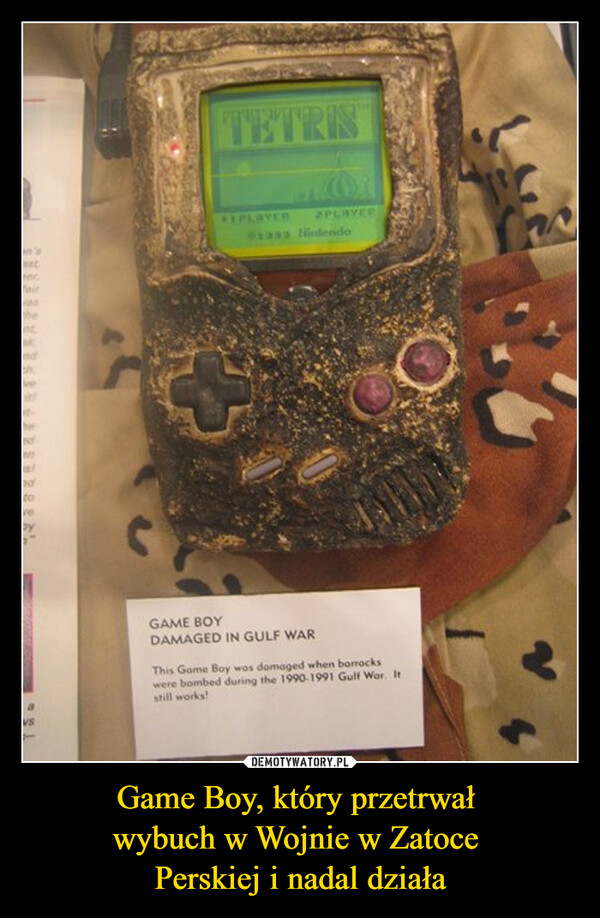 TETRIS
1PLAYER 2PLAYER
Nintendo
GAME BOY
DAMAGED IN GULF WAR
This Game Boy was damaged when barracks
were bombed during the 1990-1991 Gulf War. It
still works!
DEMOTYWATORY.PL
Game Boy, który przetrwał
wybuch w Wojnie w Zatoce
Perskiej i nadal działa